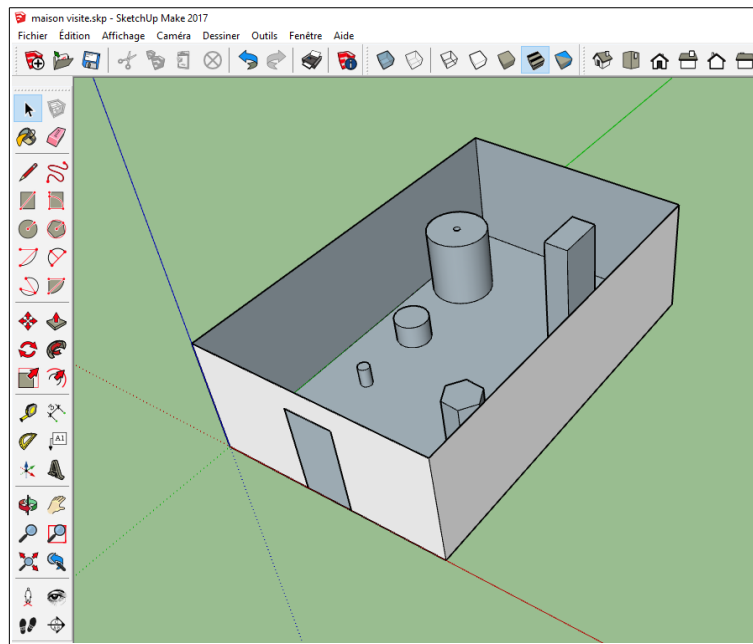 maison visite.skp - SketchUp Make 2017
Fichier Édition Affichage Caméra Dessiner Outils Fenêtre Aide
A1